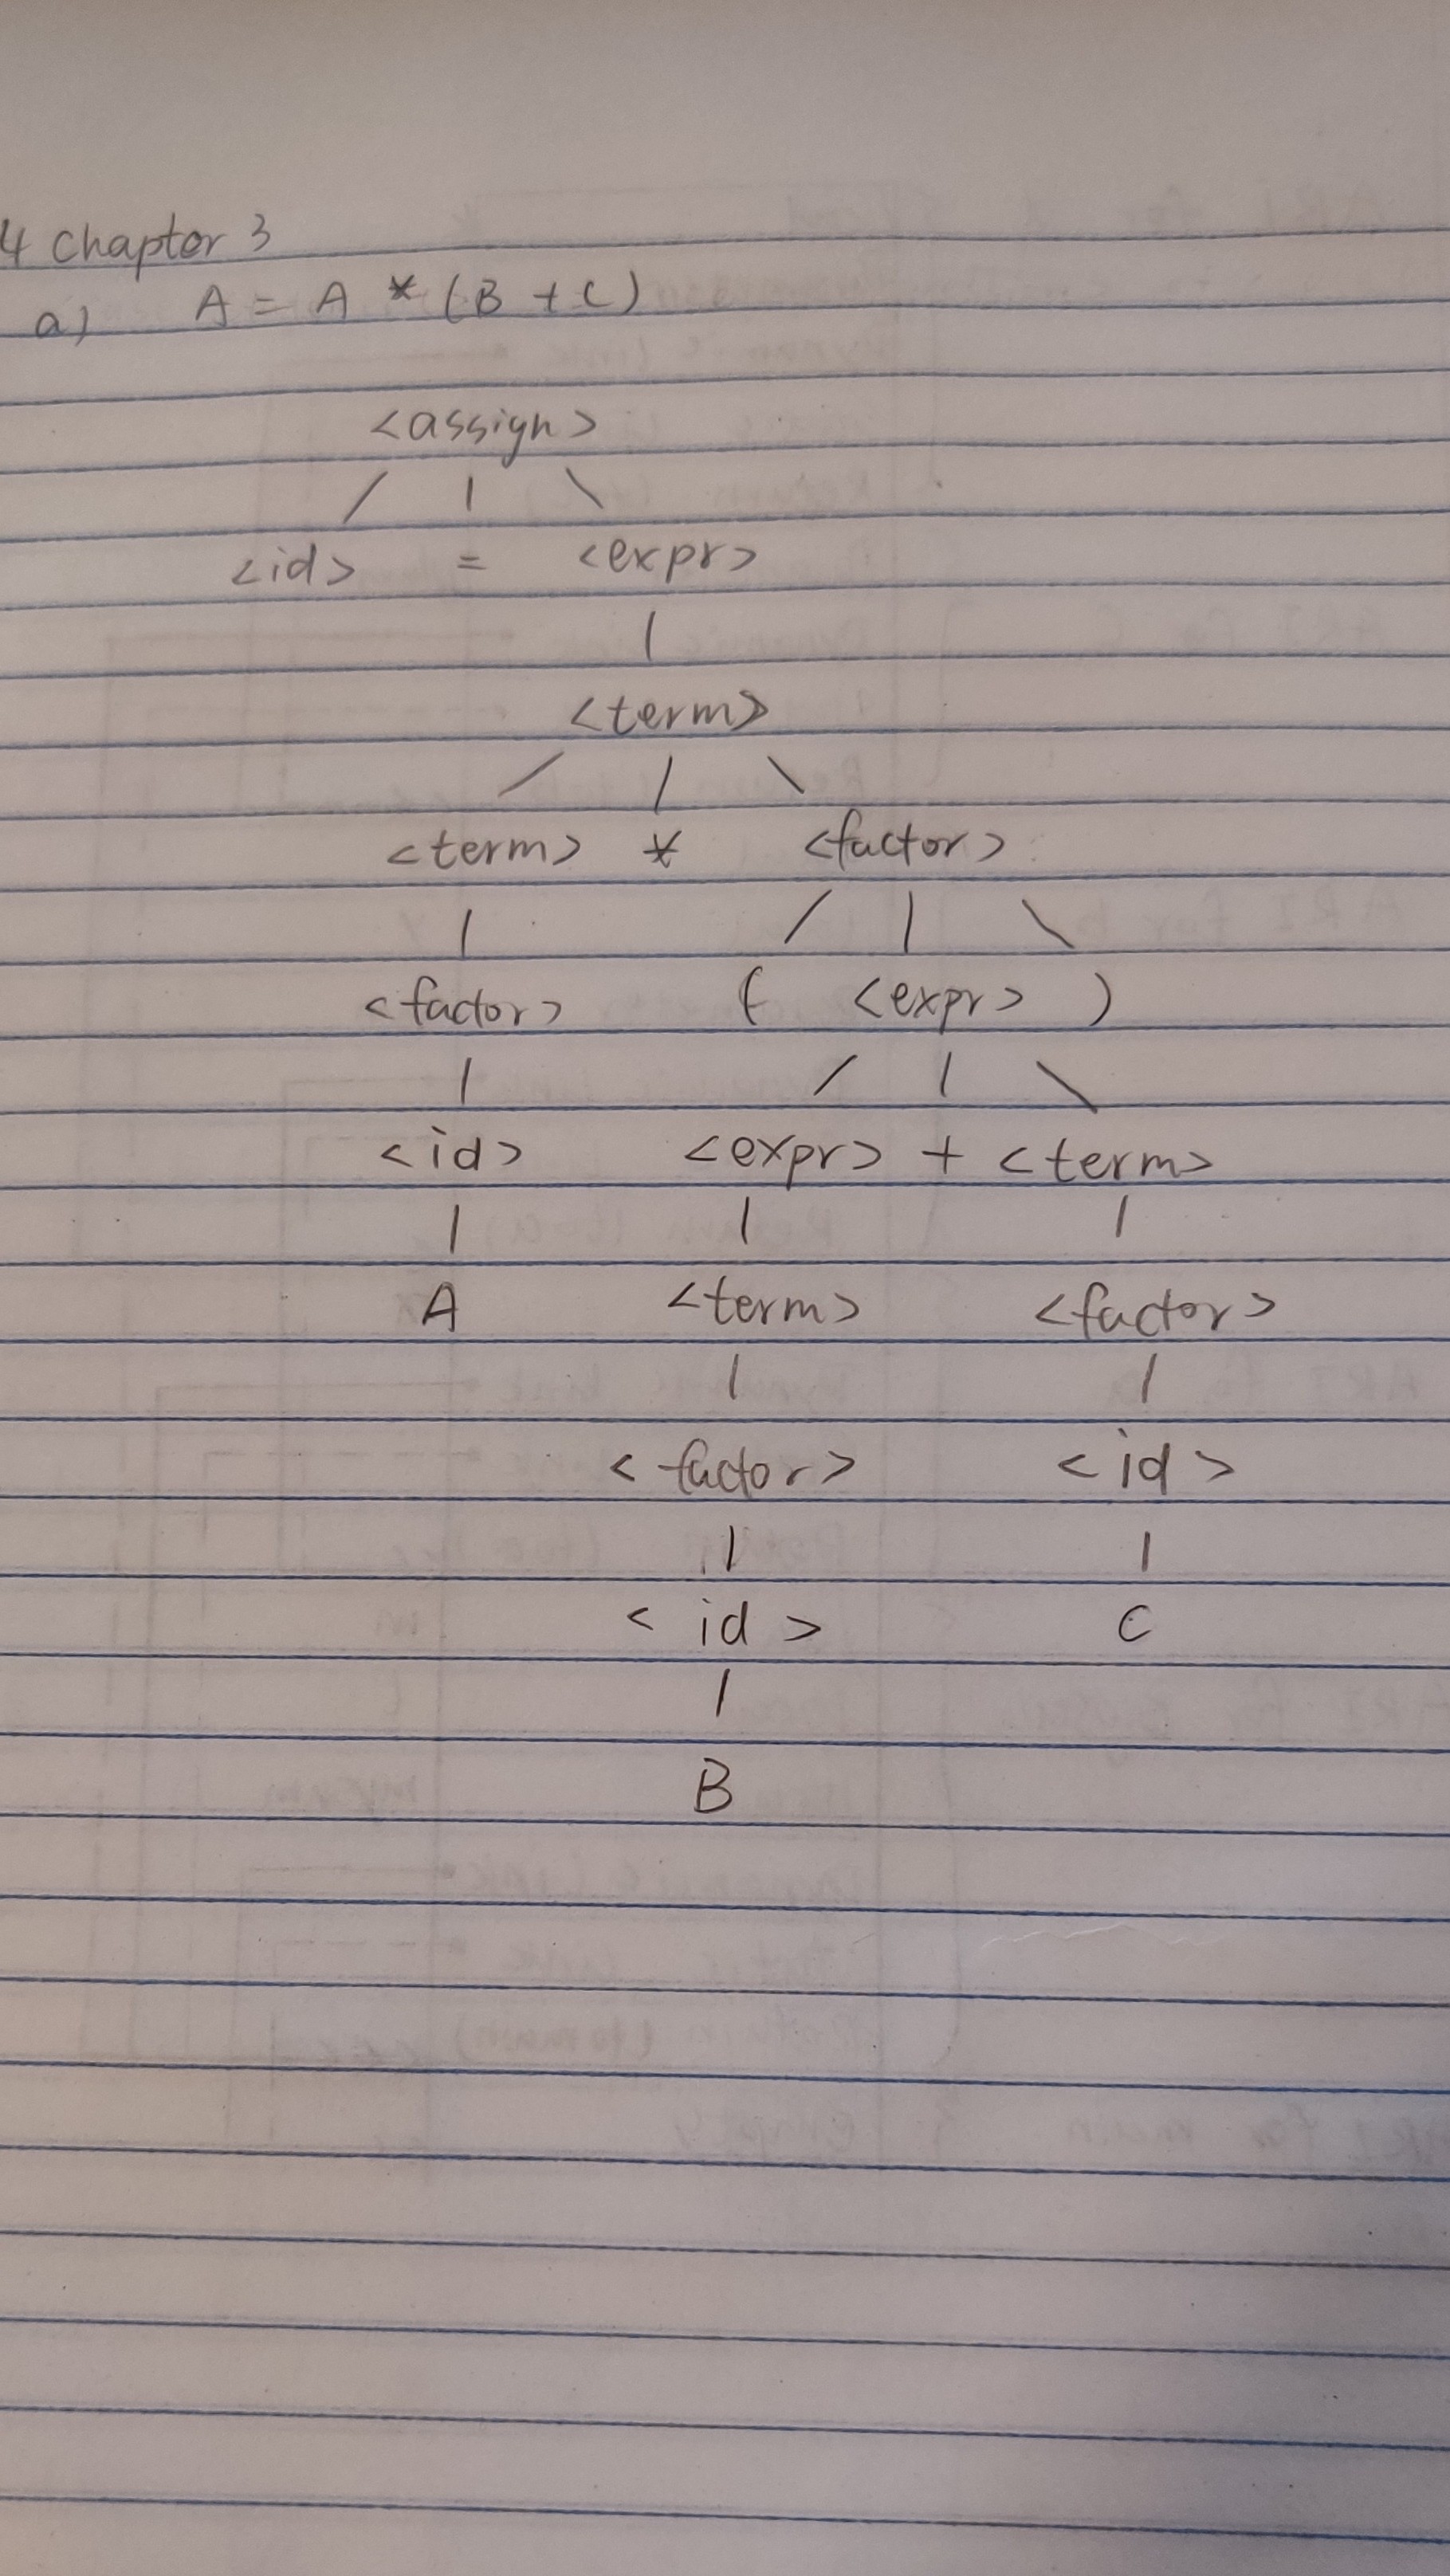 4 chapter 3
a) A = A * (B + C)
<assign>
/ | \
<id> = <expr>
|
<term>
/ | \
<term> * <factor>
| / | \
<factor> ( <expr> )
| / | \
<id> <expr> + <term>
| | |
A <term> <factor>
| |
<factor> <id>
| |
<id> C
|
B